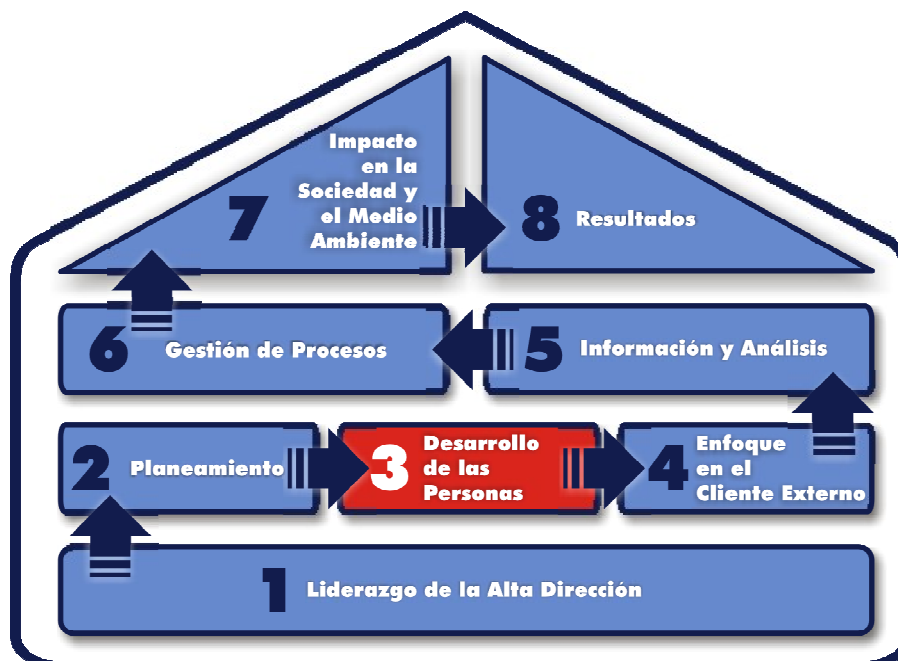 7
Impacto
en la
Sociedad y
el Medio
Ambiente
8 Resultados
6 Gestión de Procesos
5 Información y Análisis
2 Planeamiento
3
Desarrollo
de las
Personas
4
Enfoque
en el
Cliente Externo
1 Liderazgo de la Alta Dirección